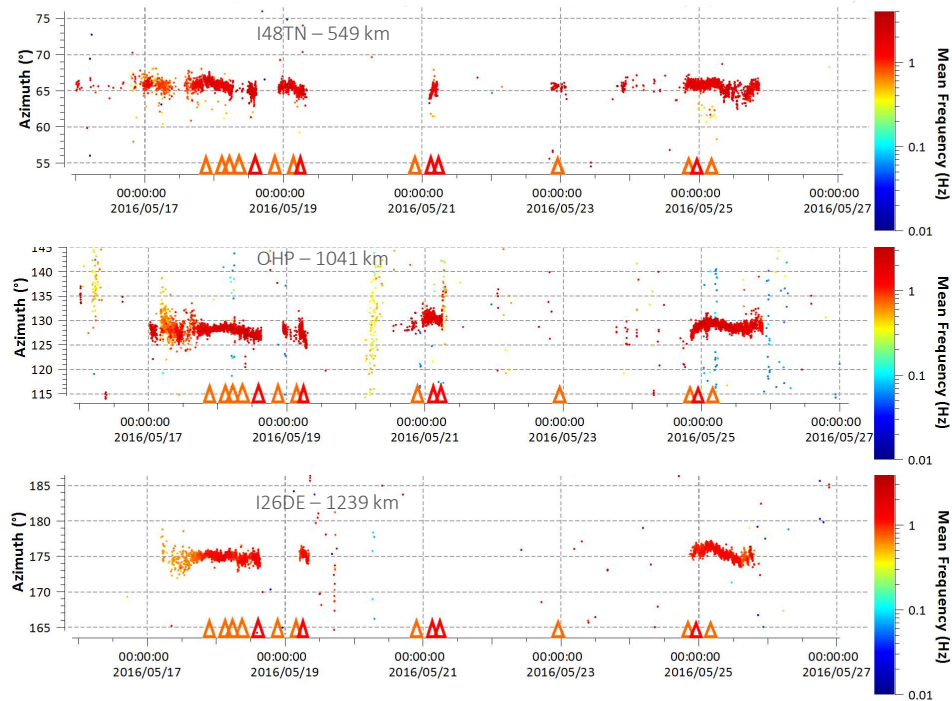 I48TN – 549 km
Azimuth (°)
75
70
65
60
55
00:00:00 00:00:00 00:00:00 00:00:00 00:00:00 00:00:00
2016/05/17 2016/05/19 2016/05/21 2016/05/23 2016/05/25 2016/05/27
1
0.1
0.01
Mean Frequency (Hz)
OHP – 1041 km
Azimuth (°)
145
140
135
130
125
120
115
00:00:00 00:00:00 00:00:00 00:00:00 00:00:00 00:00:00
2016/05/17 2016/05/19 2016/05/21 2016/05/23 2016/05/25 2016/05/27
1
0.1
0.01
Mean Frequency (Hz)
I26DE – 1239 km
Azimuth (°)
185
180
175
170
165
00:00:00 00:00:00 00:00:00 00:00:00 00:00:00 00:00:00
2016/05/17 2016/05/19 2016/05/21 2016/05/23 2016/05/25 2016/05/27
1
0.1
0.01
Mean Frequency (Hz)